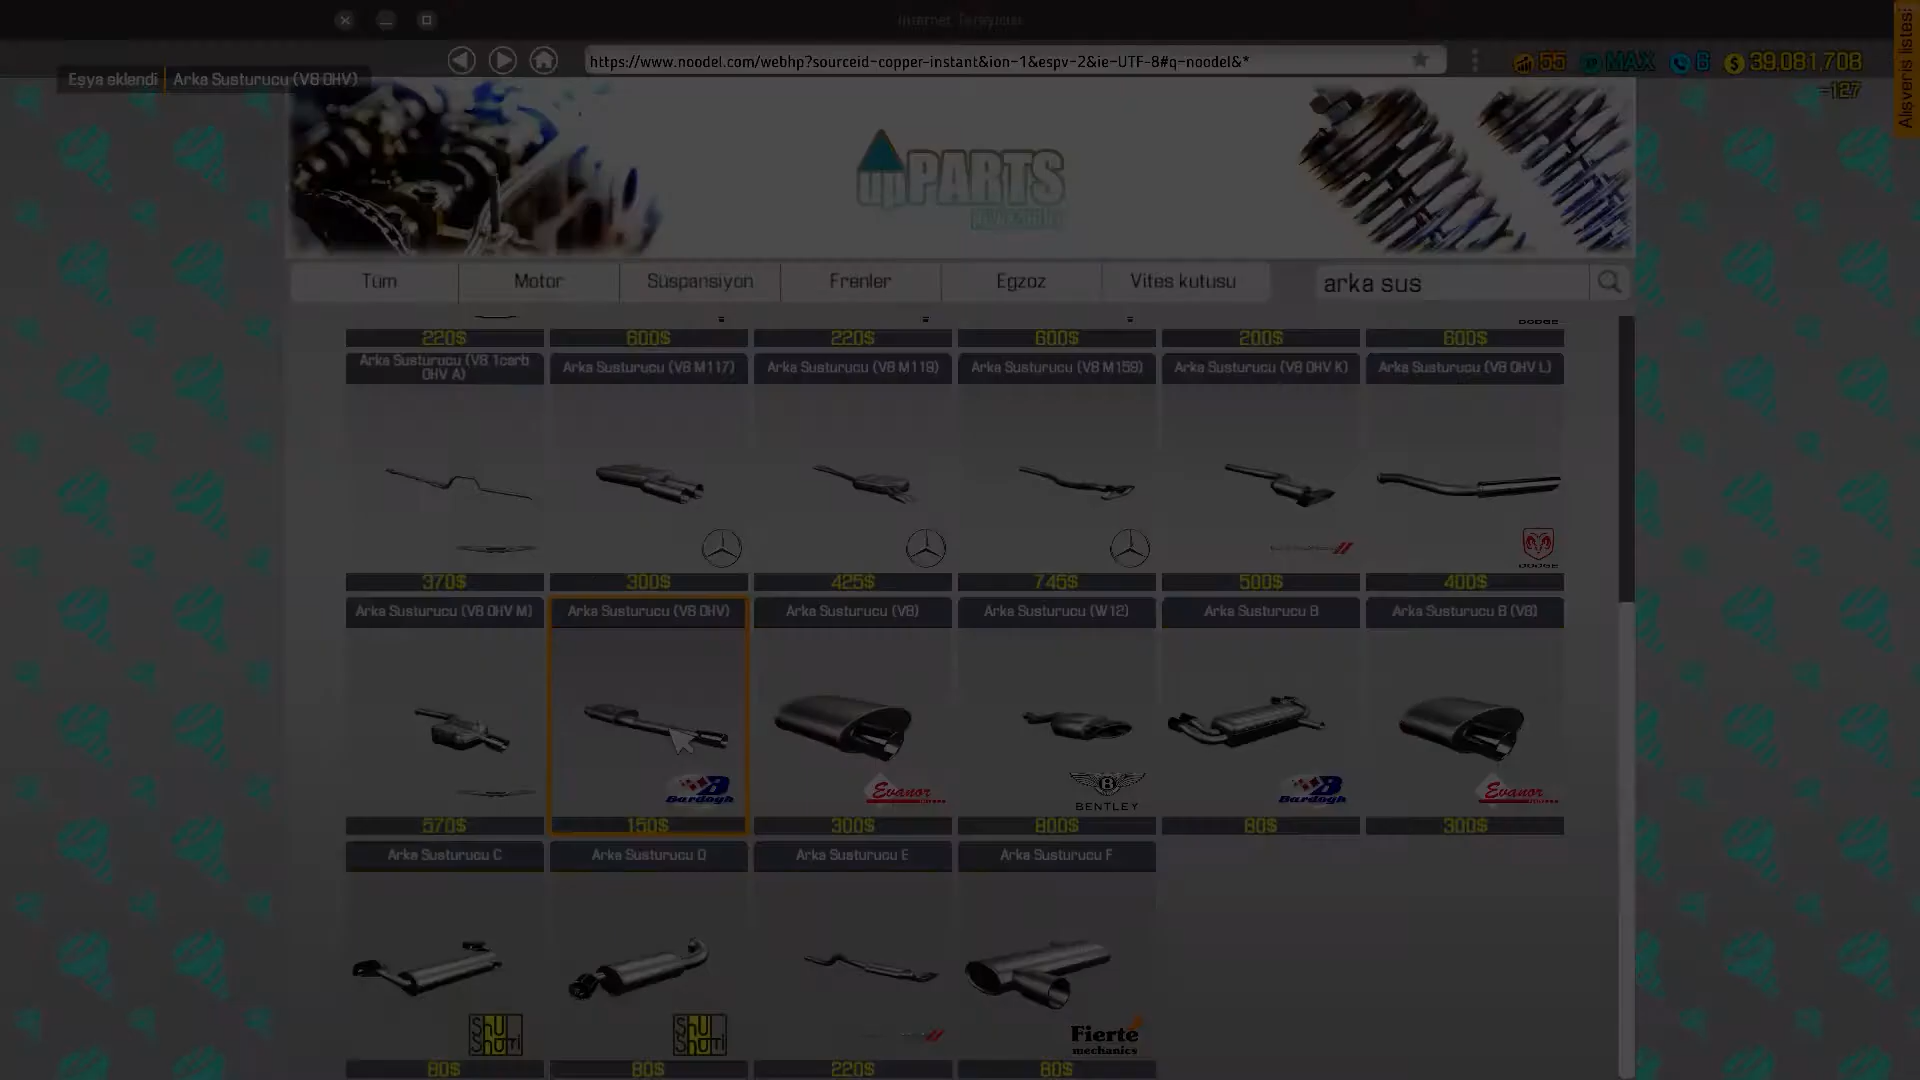 Internet Tarayıcısı
https://www.noodel.com/webhp?sourceid-copper-instant&ion-1&espv-2&ie-UTF-8#q-noodel&*
55 MAX 6 $ 39,081,708
-127
Alışveriş listesi
Eşya eklendi Arka Susturucu (V8 OHV)
upPARTS
Tüm Motor Süspansiyon Frenler Egzoz Vites kutusu arka sus
DODGE
220$ 600$ 220$ 600$ 200$ 600$
Arka Susturucu (V8 1carb OHV A) Arka Susturucu (V8 M117) Arka Susturucu (V8 M119) Arka Susturucu (V8 M159) Arka Susturucu (V8 OHV K) Arka Susturucu (V8 OHV L)
DODGE
370$ 300$ 425$ 745$ 500$ 400$
Arka Susturucu (V8 OHV M) Arka Susturucu (V8 OHV) Arka Susturucu (V8) Arka Susturucu (W12) Arka Susturucu B Arka Susturucu B (V8)
Bardogh Evanor BENTLEY Bardogh Evanor
570$ 150$ 300$ 800$ 80$ 300$
Arka Susturucu C Arka Susturucu D Arka Susturucu E Arka Susturucu F
Fierte mechanics
80$ 80$ 220$ 80$